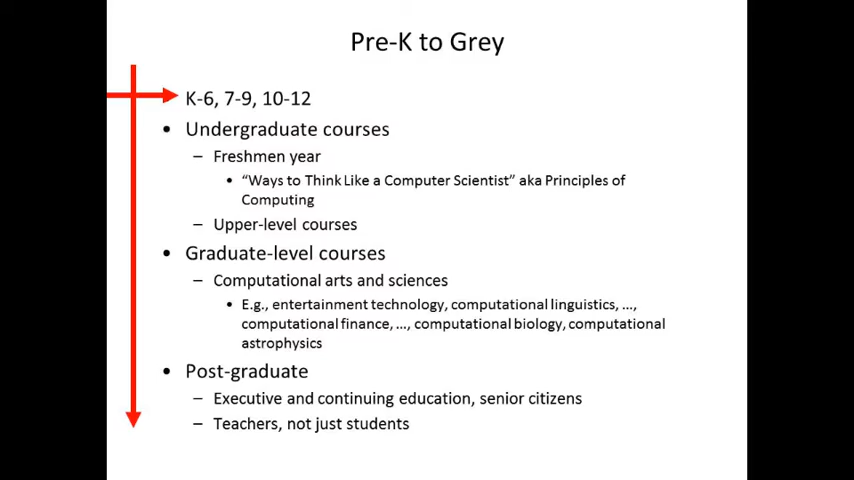 Pre-K to Grey
K-6, 7-9, 10-12
• Undergraduate courses
– Freshmen year
• “Ways to Think Like a Computer Scientist” aka Principles of
Computing
– Upper-level courses
• Graduate-level courses
– Computational arts and sciences
• E.g., entertainment technology, computational linguistics, …,
computational finance, …, computational biology, computational
astrophysics
• Post-graduate
– Executive and continuing education, senior citizens
– Teachers, not just students